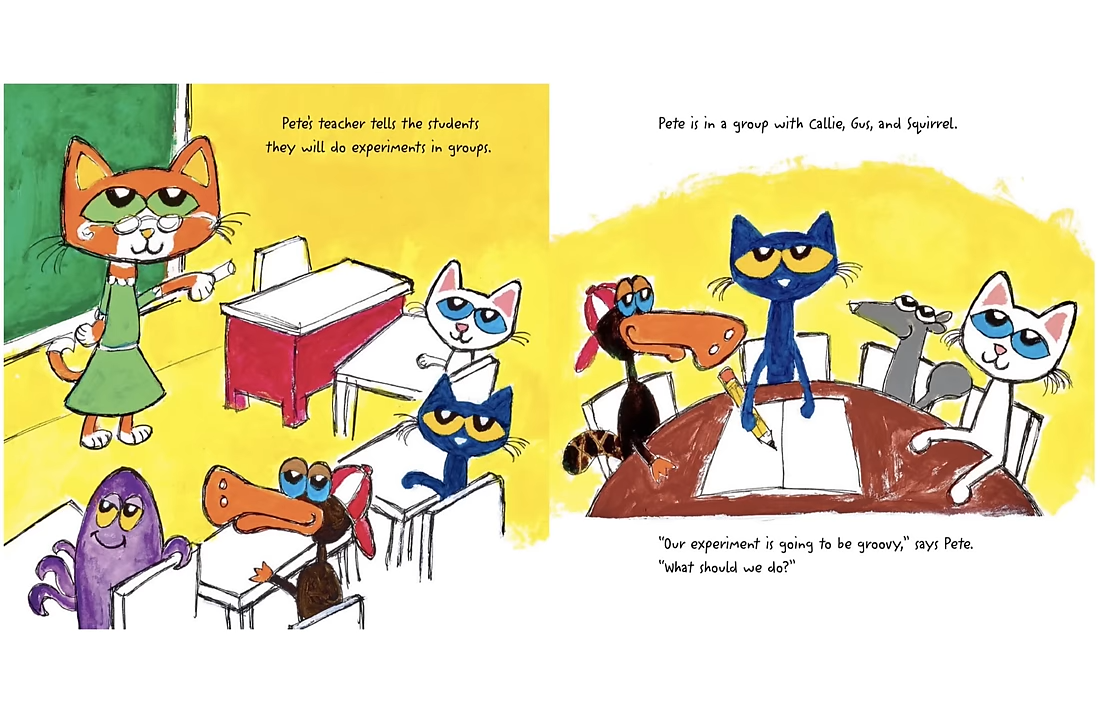 Pete's teacher tells the students
they will do experiments in groups.
Pete is in a group with Callie, Gus, and Squirrel.
"Our experiment is going to be groovy," says Pete.
"What should we do?"